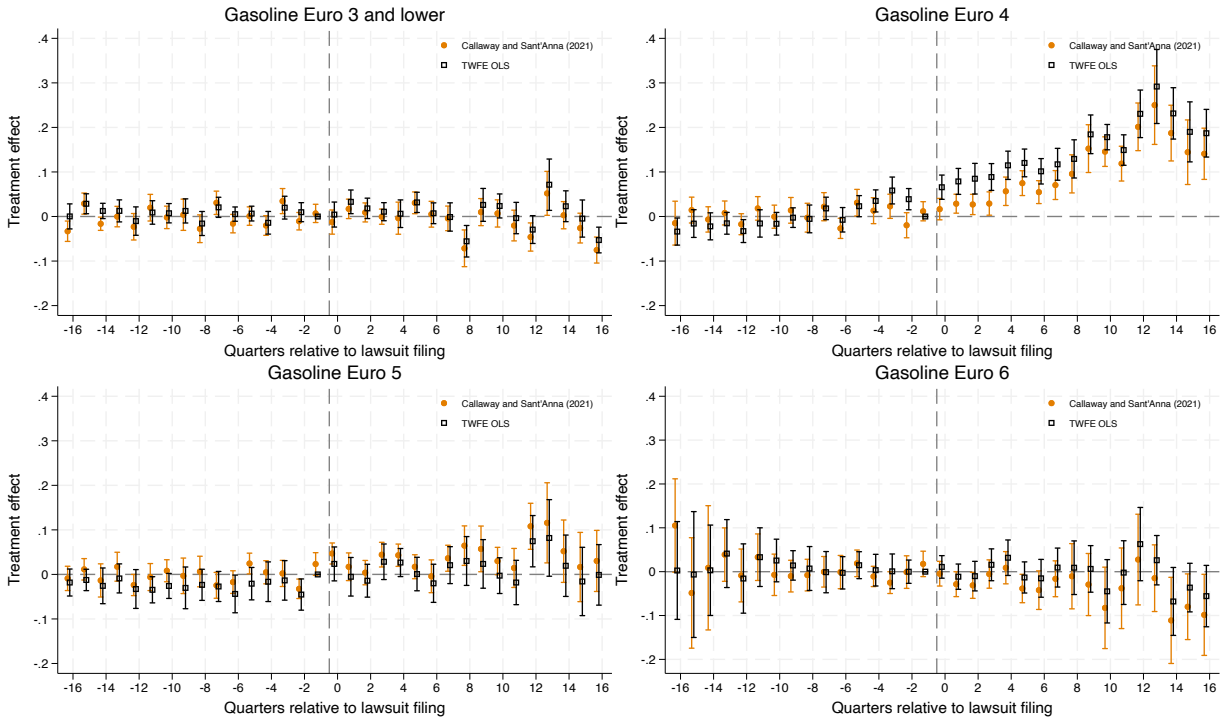 Gasoline Euro 3 and lower
Callaway and Sant'Anna (2021)
TWFE OLS
Treatment effect
.4
.3
.2
.1
0
-.1
-.2
-16 -14 -12 -10 -8 -6 -4 -2 0 2 4 6 8 10 12 14 16
Quarters relative to lawsuit filing
Gasoline Euro 4
Callaway and Sant'Anna (2021)
TWFE OLS
Treatment effect
.4
.3
.2
.1
0
-.1
-.2
-16 -14 -12 -10 -8 -6 -4 -2 0 2 4 6 8 10 12 14 16
Quarters relative to lawsuit filing
Gasoline Euro 5
Callaway and Sant'Anna (2021)
TWFE OLS
Treatment effect
.4
.3
.2
.1
0
-.1
-.2
-16 -14 -12 -10 -8 -6 -4 -2 0 2 4 6 8 10 12 14 16
Quarters relative to lawsuit filing
Gasoline Euro 6
Callaway and Sant'Anna (2021)
TWFE OLS
Treatment effect
.4
.3
.2
.1
0
-.1
-.2
-16 -14 -12 -10 -8 -6 -4 -2 0 2 4 6 8 10 12 14 16
Quarters relative to lawsuit filing